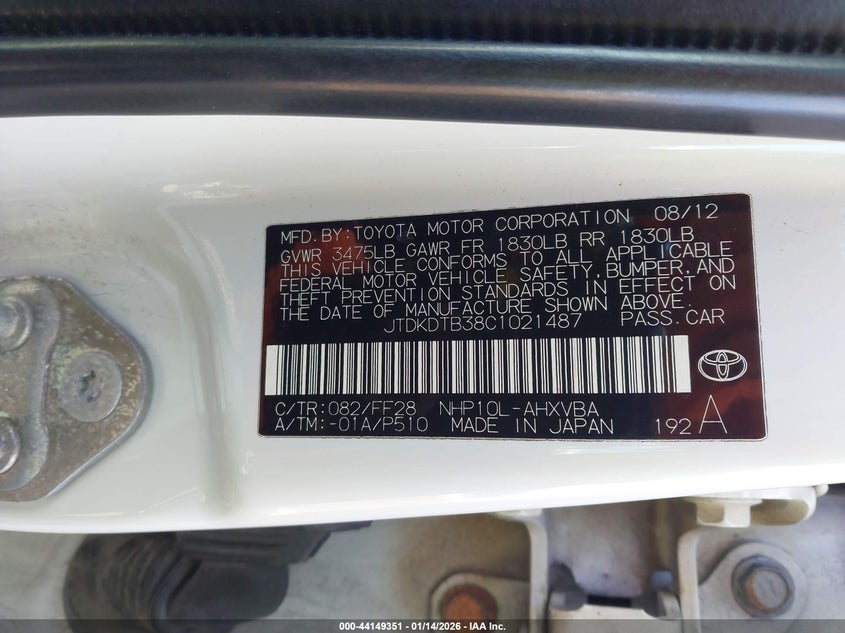 MFD.BY:TOYOTA MOTOR CORPORATION 08/12
GVWR 3475LB GAWR FR 1830LB RR 1830LB
THIS VEHICLE CONFORMS TO ALL APPLICABLE
FEDERAL MOTOR VEHICLE SAFETY,BUMPER,AND
THEFT PREVENTION STANDARDS IN EFFECT ON
THE DATE OF MANUFACTURE SHOWN ABOVE.
JTDKDTB38C1021487 PASS.CAR
C/TR:082/FF28 NHP10L-AHXVBA
A/TM:-01A/P510 MADE IN JAPAN 192 A
000-44149351 - 01/14/2026 - IAA Inc.